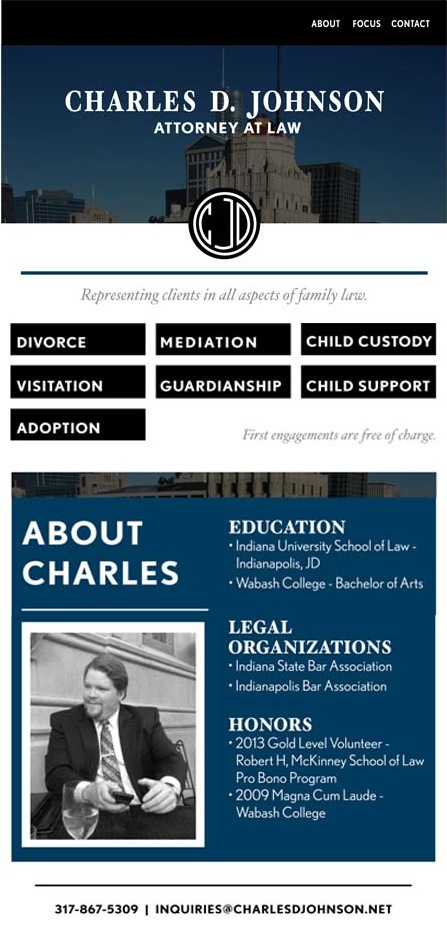 ABOUT FOCUS CONTACT
CHARLES D. JOHNSON
ATTORNEY AT LAW
CJD
Representing clients in all aspects of family law.
DIVORCE
MEDIATION
CHILD CUSTODY
VISITATION
GUARDIANSHIP
CHILD SUPPORT
ADOPTION
First engagements are free of charge.
ABOUT
CHARLES
EDUCATION
• Indiana University School of Law -
Indianapolis, JD
• Wabash College - Bachelor of Arts
LEGAL
ORGANIZATIONS
• Indiana State Bar Association
• Indianapolis Bar Association
HONORS
• 2013 Gold Level Volunteer -
Robert H, McKinney School of Law
Pro Bono Program
• 2009 Magna Cum Laude -
Wabash College
317-867-5309 | INQUIRIES@CHARLESDJOHNSON.NET